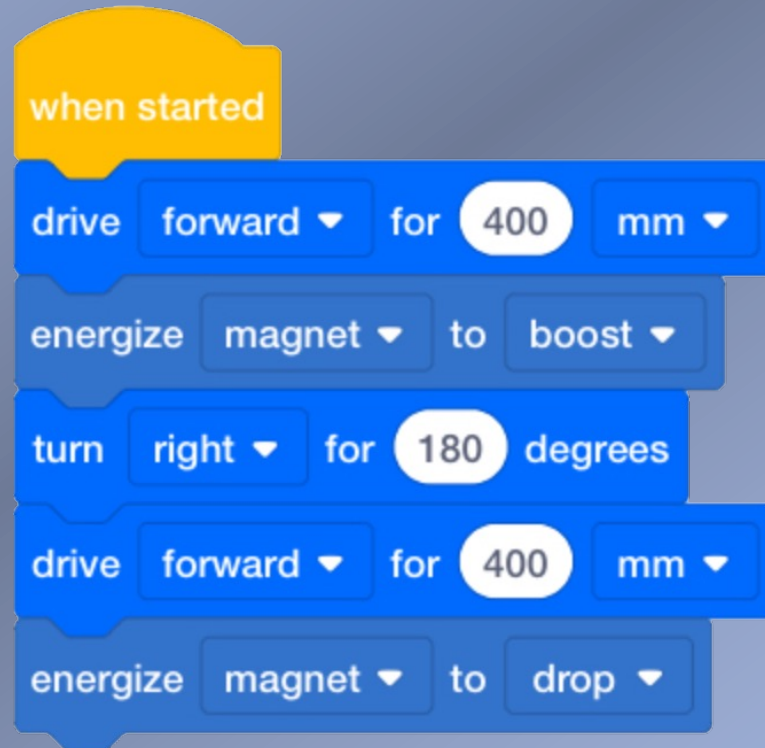 when started
drive forward for 400 mm
energize magnet to boost
turn right for 180 degrees
drive forward for 400 mm
energize magnet to drop